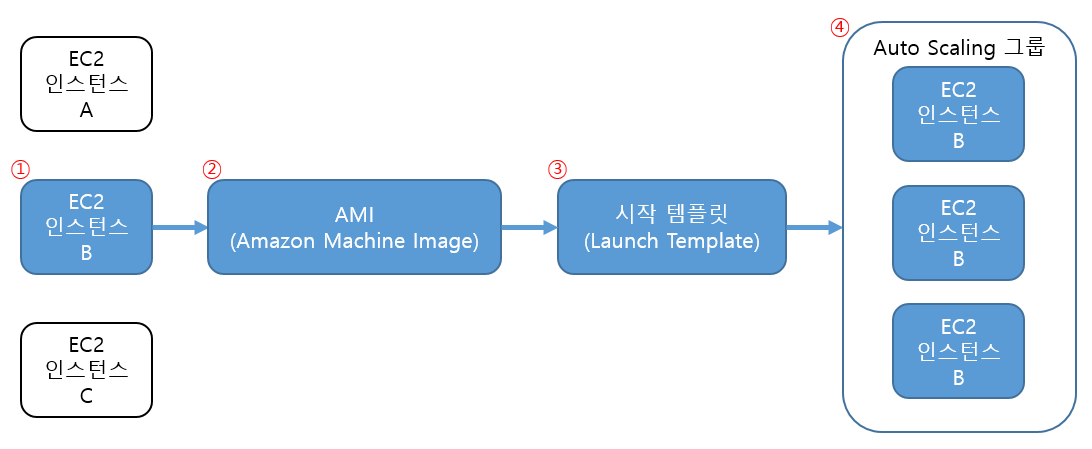 EC2
인스턴스
A
①
EC2
인스턴스
B
EC2
인스턴스
C
②
AMI
(Amazon Machine Image)
③
시작 템플릿
(Launch Template)
④
Auto Scaling 그룹
EC2
인스턴스
B
EC2
인스턴스
B
EC2
인스턴스
B